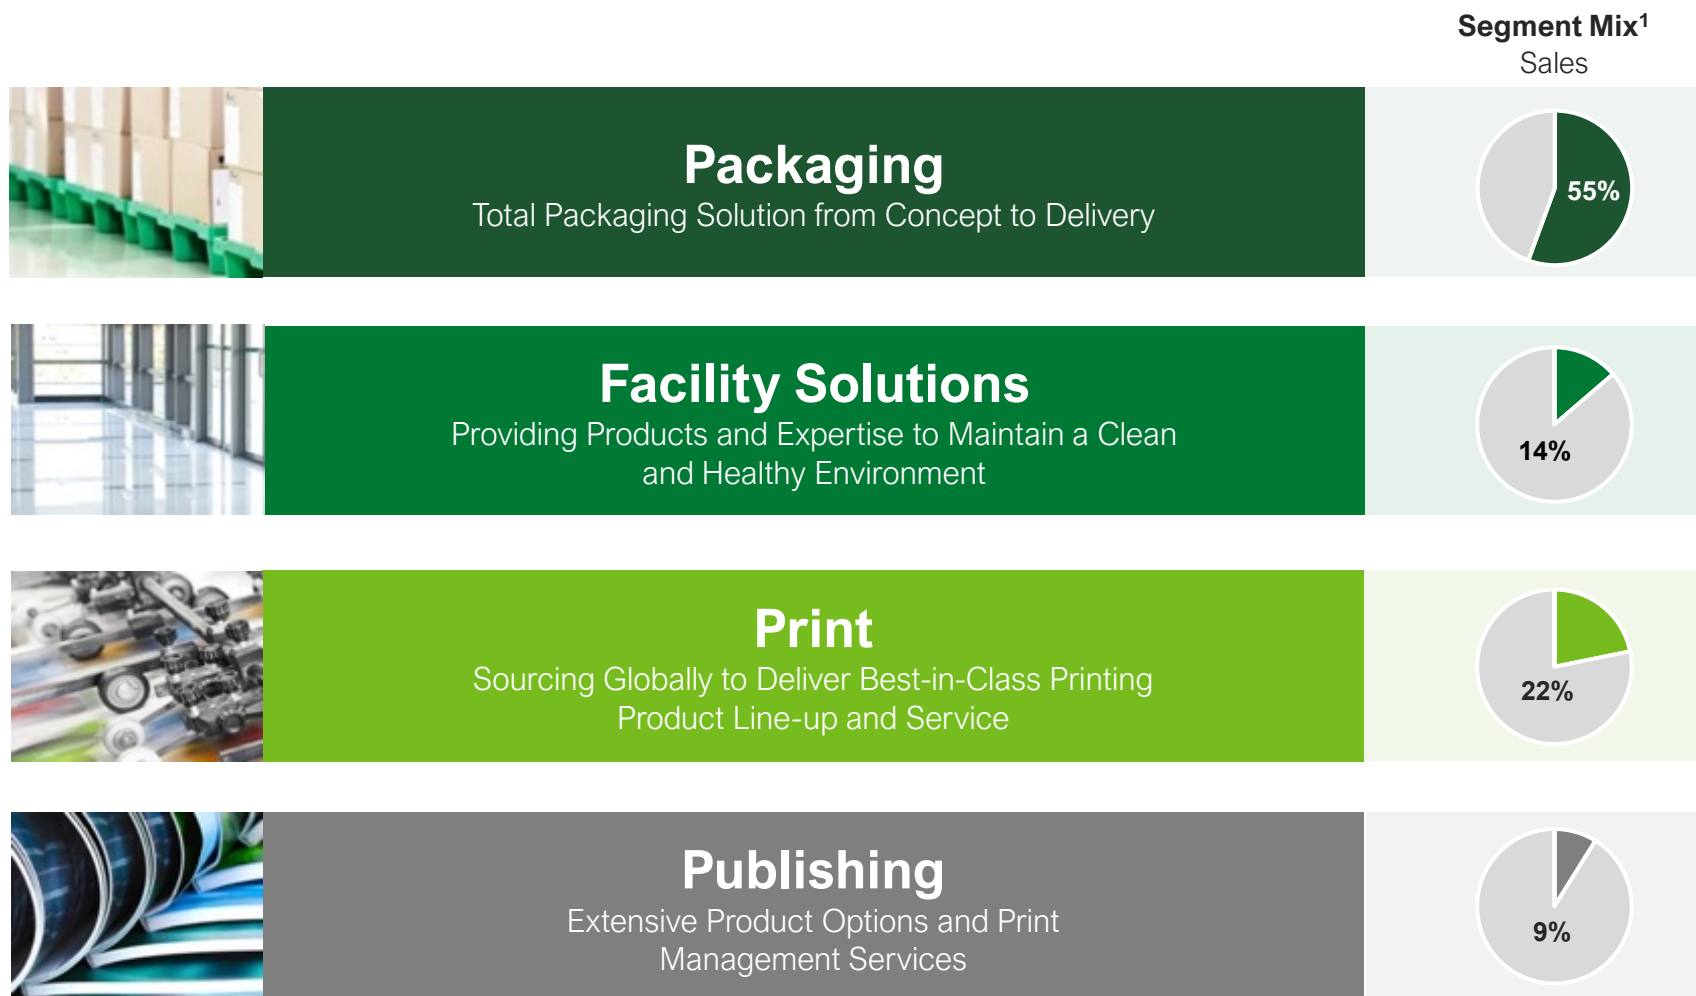 Segment Mix¹
Sales
Packaging
Total Packaging Solution from Concept to Delivery
55%
Facility Solutions
Providing Products and Expertise to Maintain a Clean
and Healthy Environment
14%
Print
Sourcing Globally to Deliver Best-in-Class Printing
Product Line-up and Service
22%
Publishing
Extensive Product Options and Print
Management Services
9%